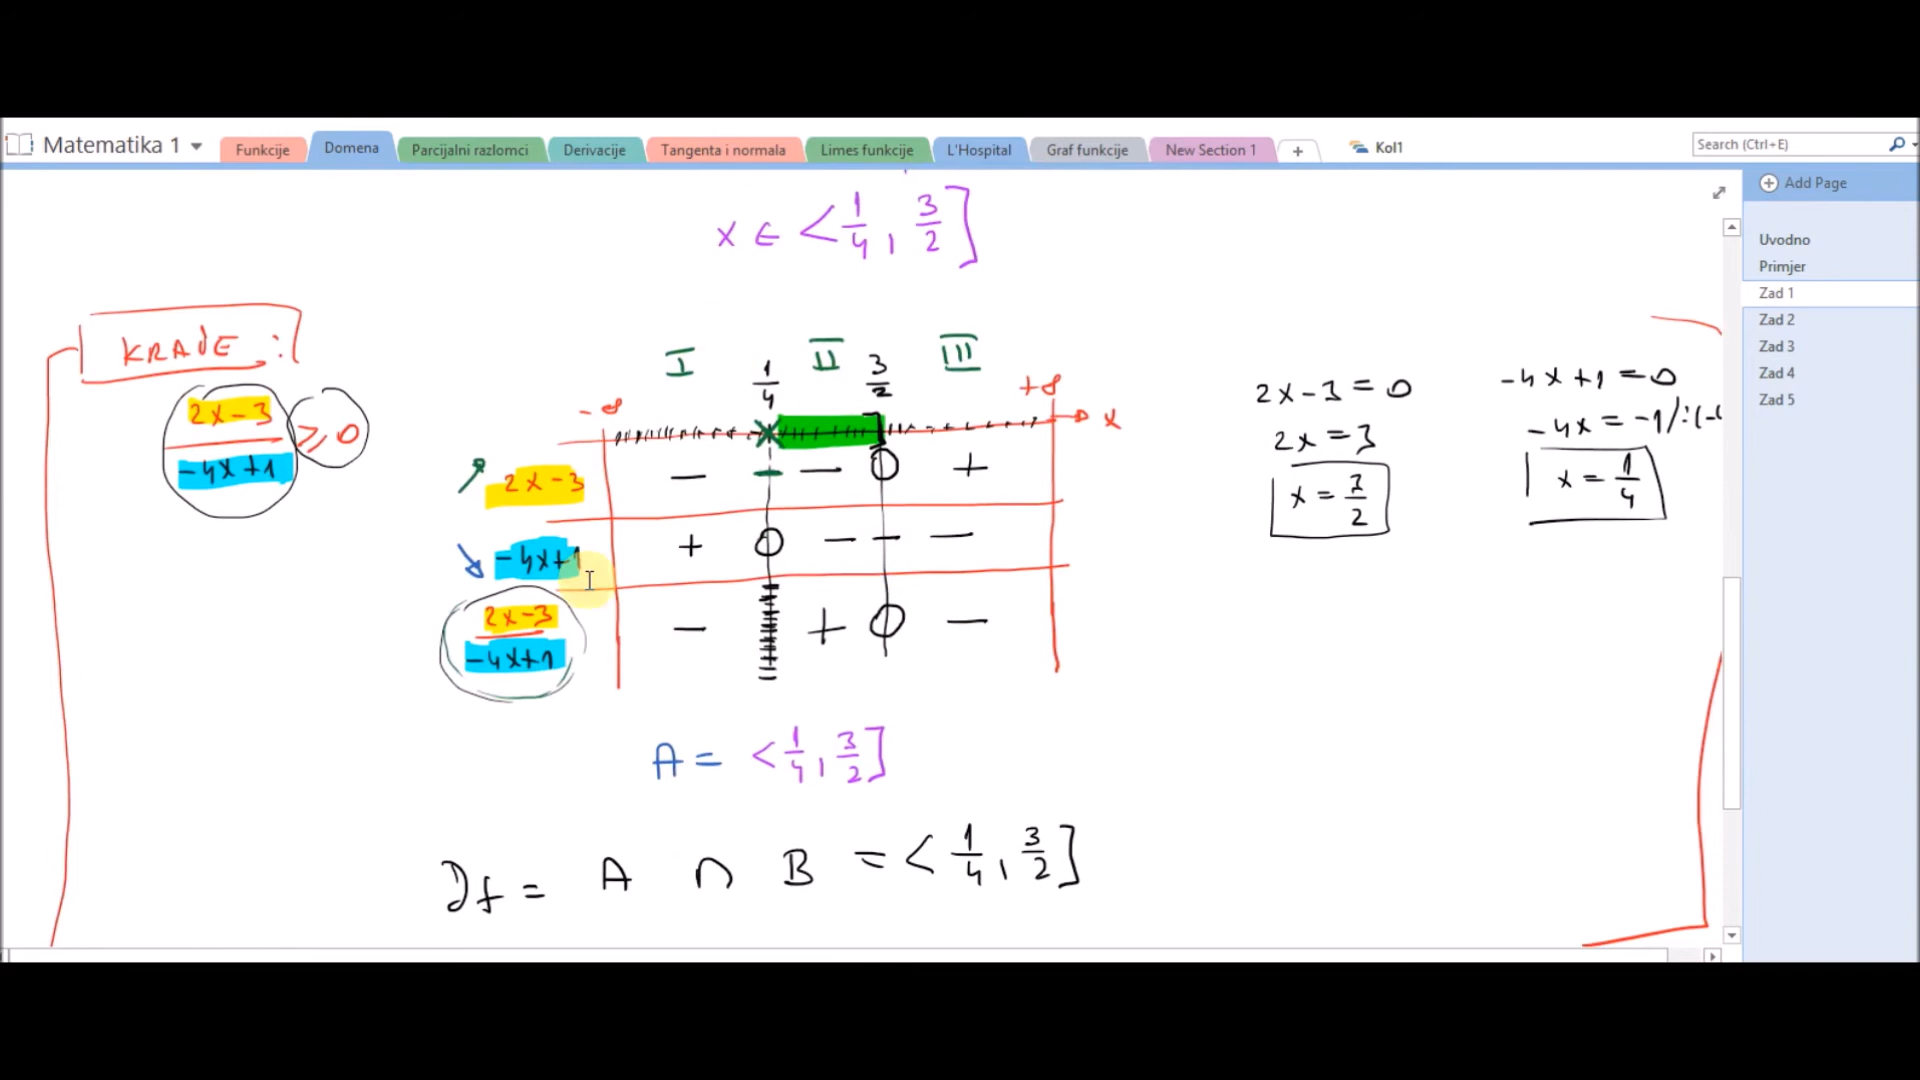 Matematika 1
Funkcije Domena Parcijalni razlomci Derivacije Tangenta i normala Limes funkcije L'Hospital Graf funkcije New Section 1 + Kol1
Search (Ctrl+E)
Add Page
Uvodno
Primjer
Zad 1
Zad 2
Zad 3
Zad 4
Zad 5
x ∈ <1/4, 3/2]
KRAĆE :
(2x-3)/(-4x+1) ≥ 0
I II III
1/4 3/2
-∞ +∞ x
2x-3 - - - 0 +
-4x+1 + 0 - - -
(2x-3)/(-4x+1) - + 0 -
2x-3=0
2x=3
x=3/2
-4x+1=0
-4x=-1/:(-4
x=1/4
A = <1/4, 3/2]
Df = A ∩ B = <1/4, 3/2]